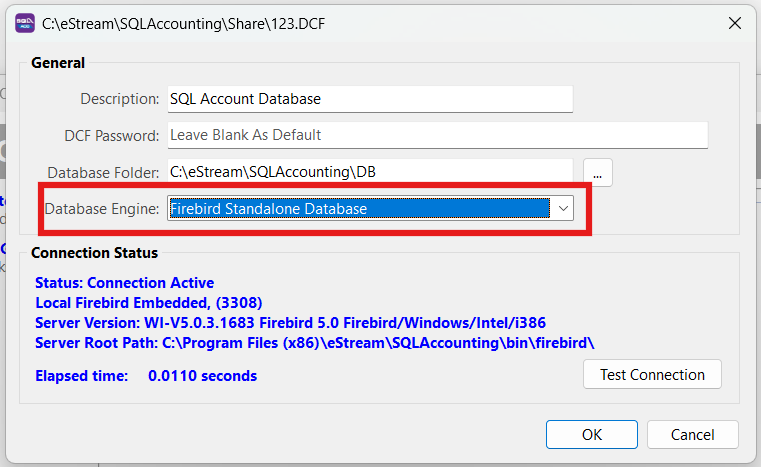 C:\eStream\SQLAccounting\Share\123.DCF
General
Description: SQL Account Database
DCF Password: Leave Blank As Default
Database Folder: C:\eStream\SQLAccounting\DB ...
Database Engine: Firebird Standalone Database
Connection Status
Status: Connection Active
Local Firebird Embedded, (3308)
Server Version: WI-V5.0.3.1683 Firebird 5.0 Firebird/Windows/Intel/i386
Server Root Path: C:\Program Files (x86)\eStream\SQLAccounting\bin\firebird\
Elapsed time: 0.0110 seconds Test Connection
OK Cancel